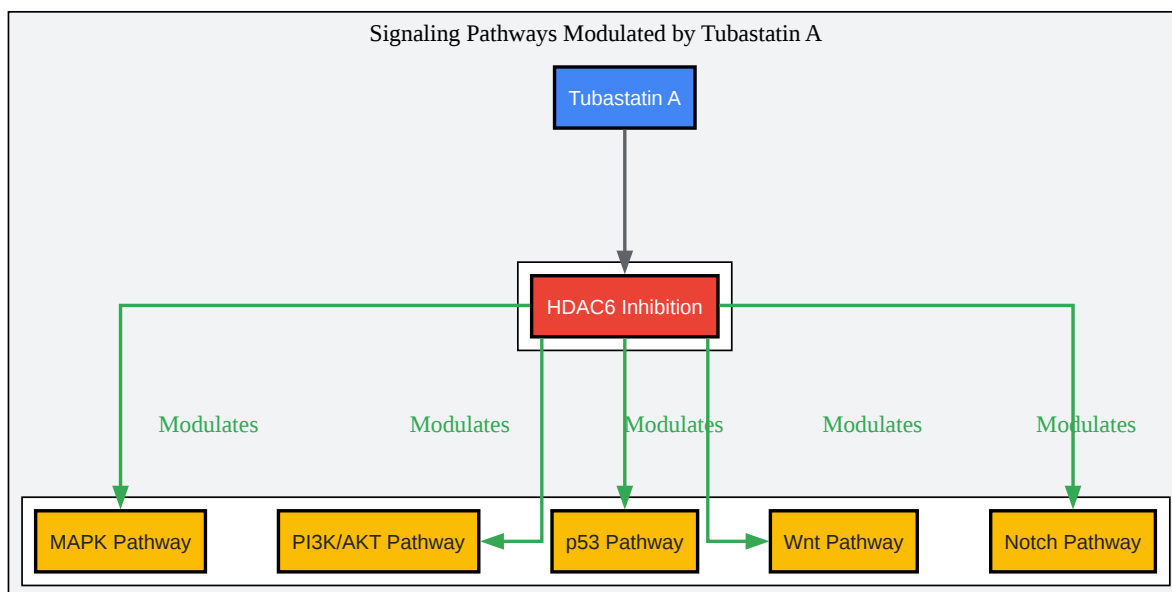 Signaling Pathways Modulated by Tubastatin A
Tubastatin A
HDAC6 Inhibition
Modulates
Modulates
Modulates
Modulates
Modulates
MAPK Pathway
PI3K/AKT Pathway
p53 Pathway
Wnt Pathway
Notch Pathway